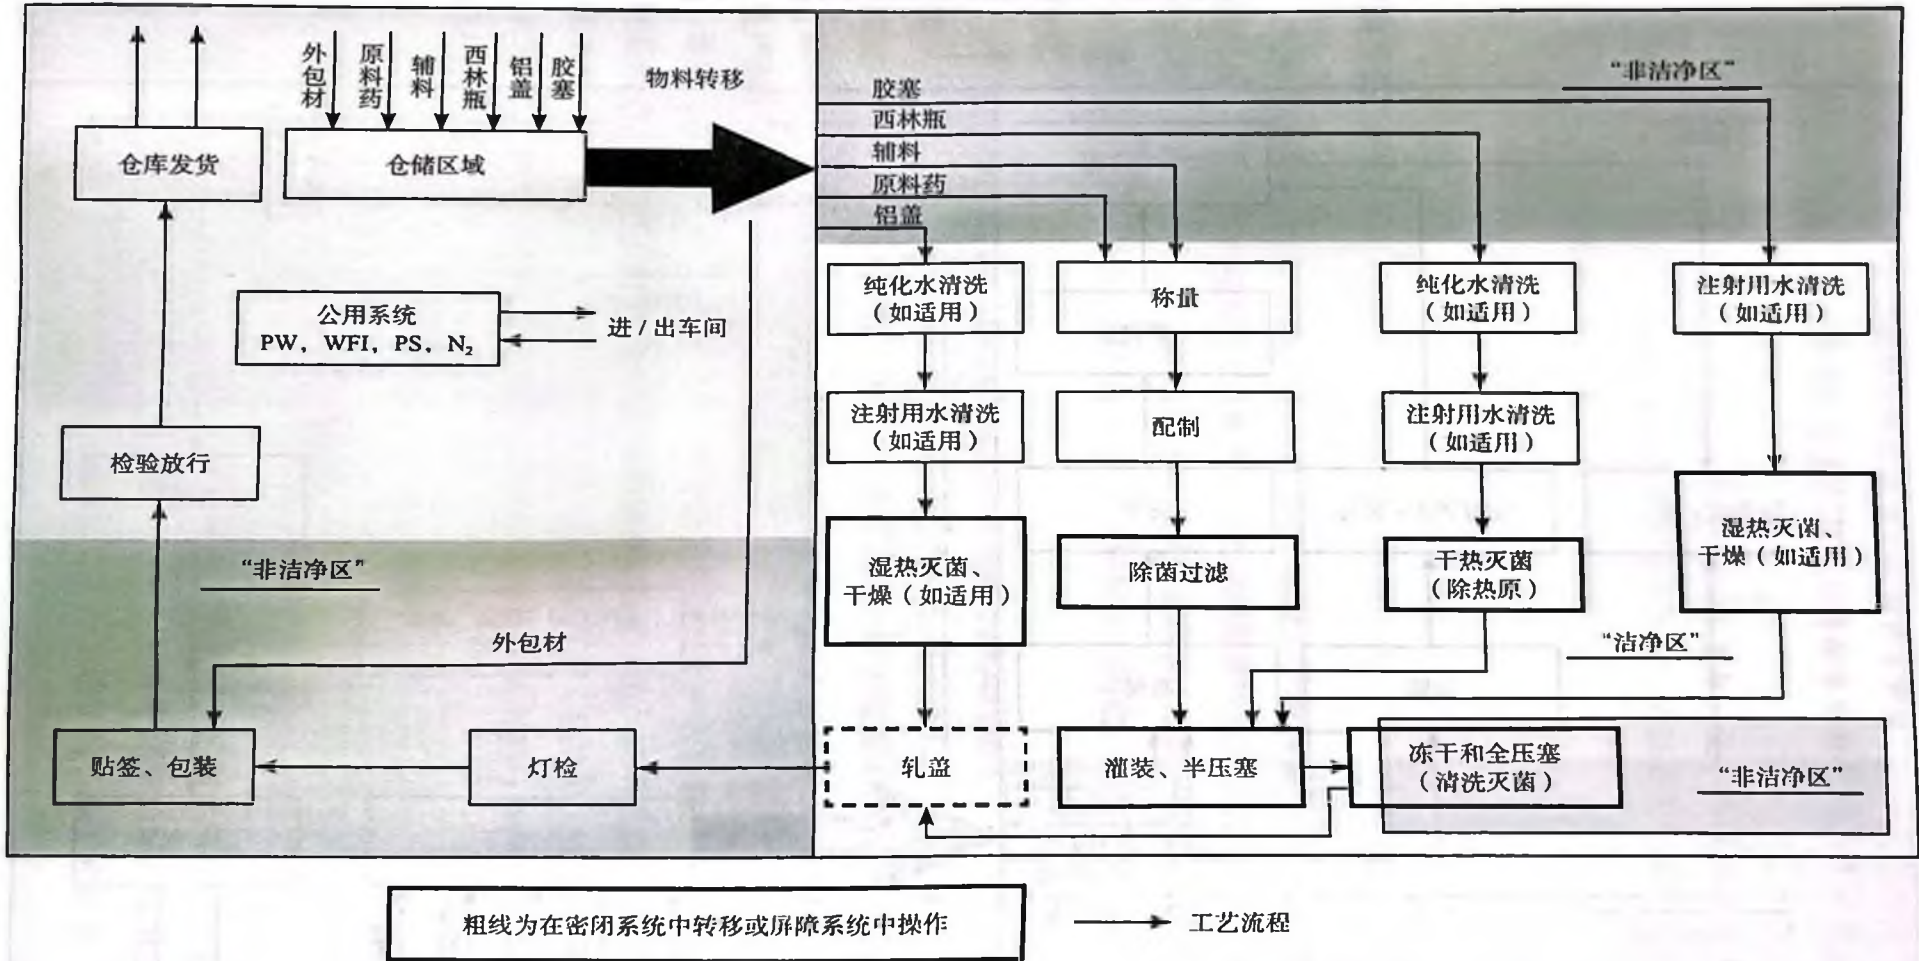 外包材
原料药
辅料
西林瓶
铝盖
胶塞
物料转移
仓库发货
仓储区域
公用系统
PW，WFI，PS，N₂
进 / 出车间
检验放行
“非洁净区”
外包材
贴签、包装
灯检
“非洁净区”
胶塞
西林瓶
辅料
原料药
铝盖
纯化水清洗
（如适用）
称量
纯化水清洗
（如适用）
注射用水清洗
（如适用）
注射用水清洗
（如适用）
配制
注射用水清洗
（如适用）
湿热灭菌、
干燥（如适用）
除菌过滤
干热灭菌
（除热原）
湿热灭菌、
干燥（如适用）
“洁净区”
轧盖
灌装、半压塞
冻干和全压塞
（清洗灭菌）
“非洁净区”
粗线为在密闭系统中转移或屏障系统中操作
工艺流程